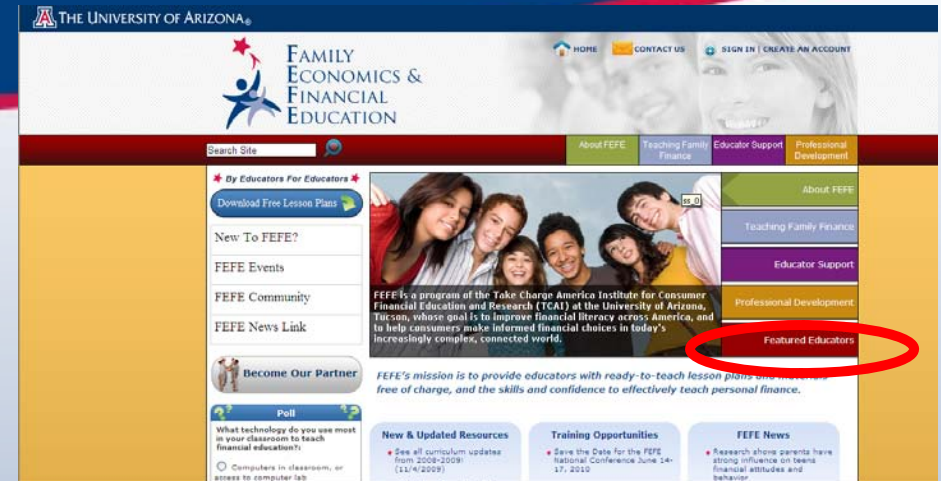 THE UNIVERSITY OF ARIZONA®
FAMILY
ECONOMICS &
FINANCIAL
EDUCATION
HOME CONTACT US SIGN IN | CREATE AN ACCOUNT
Search Site
About FEFE
Teaching Family
Finance
Educator Support
Professional
Development
By Educators For Educators
Download Free Lesson Plans
New To FEFE?
FEFE Events
FEFE Community
FEFE News Link
Become Our Partner
Poll
What technology do you use most
in your classroom to teach
financial education?:
Computers in classroom, or
access to computer lab
ss_0
FEFE is a program of the Take Charge America Institute for Consumer
Financial Education and Research (TCAI) at the University of Arizona,
Tucson, whose goal is to improve financial literacy across America, and
to help consumers make informed financial choices in today's
increasingly complex, connected world.
About FEFE
Teaching Family Finance
Educator Support
Professional Development
Featured Educators
FEFE's mission is to provide educators with ready-to-teach lesson plans and materials
free of charge, and the skills and confidence to effectively teach personal finance.
New & Updated Resources
See all curriculum updates
from 2008-2009!
(11/4/2009)
Training Opportunities
Save the Date for the FEFE
National Conference June 14-
17, 2010
FEFE News
Research shows parents have
strong influence on teens
financial attitudes and
behavior